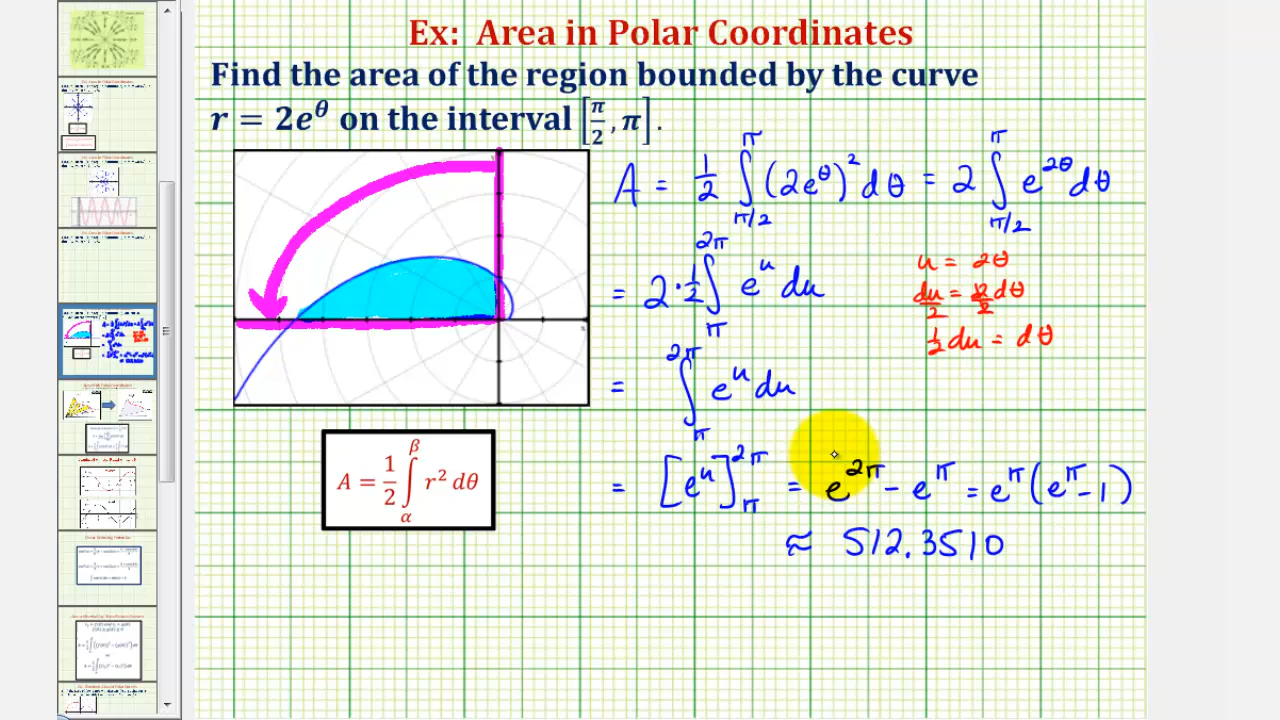 Ex: Area in Polar Coordinates
Find the area of the region bounded by the curve
r = 2e^θ on the interval [π/2, π].
A = 1/2 ∫_{π/2}^{π} (2e^θ)^2 dθ = 2 ∫_{π/2}^{π} e^{2θ} dθ
= 2 · 1/2 ∫_{π}^{2π} e^u du
u = 2θ
du/2 = 2/2 dθ
1/2 du = dθ
= ∫_{π}^{2π} e^u du
A = 1/2 ∫_{α}^{β} r² dθ
= [e^u]_{π}^{2π} = e^{2π} - e^π = e^π(e^π - 1)
≈ 512.3510